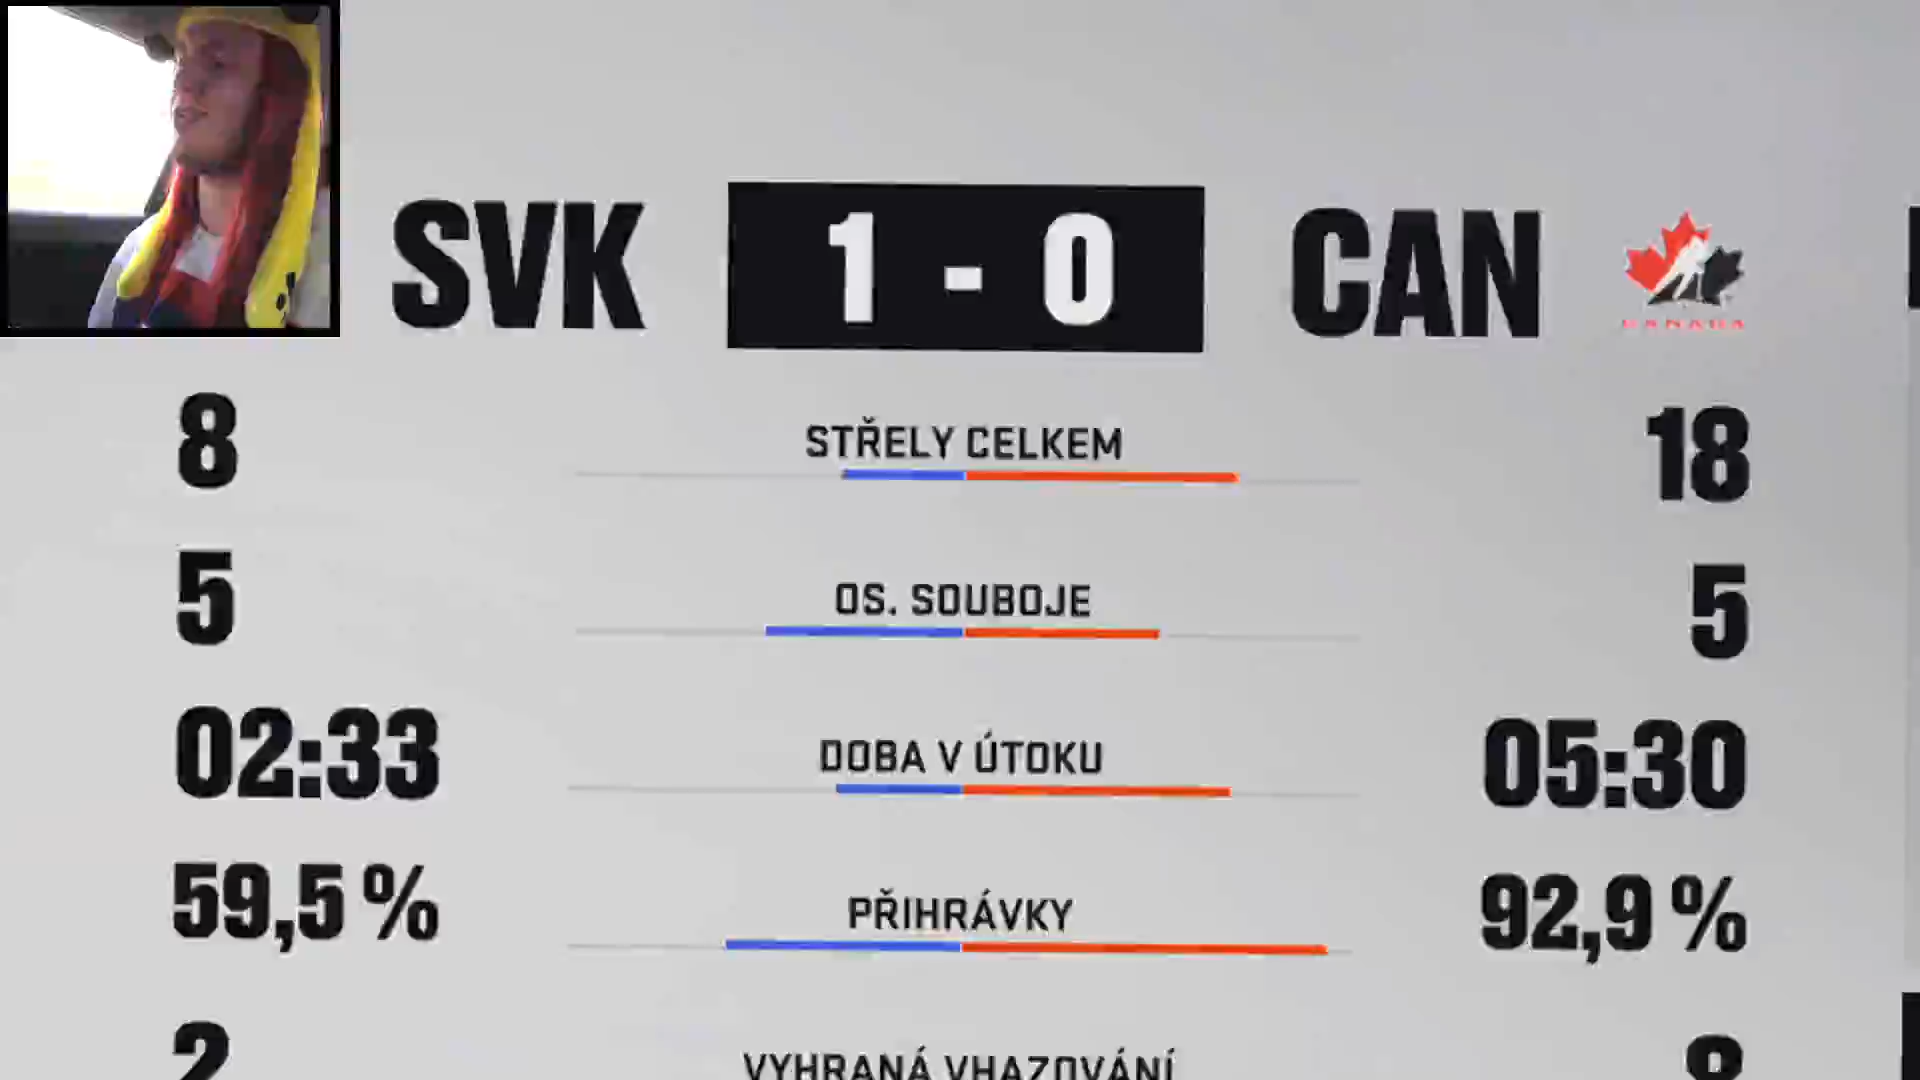 SVK 1 - 0 CAN
CANADA
8 STŘELY CELKEM 18
5 OS. SOUBOJE 5
02:33 DOBA V ÚTOKU 05:30
59,5 % PŘIHRÁVKY 92,9 %
2 VYHRANÁ VHAZOVÁNÍ